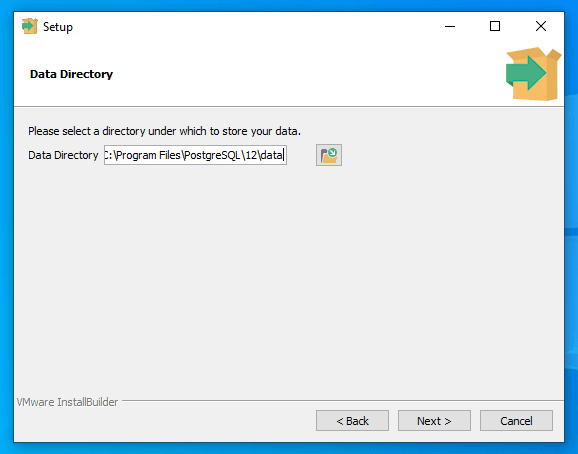 Setup
Data Directory
Please select a directory under which to store your data.
Data Directory C:\Program Files\PostgreSQL\12\data
VMware InstallBuilder
< Back Next > Cancel